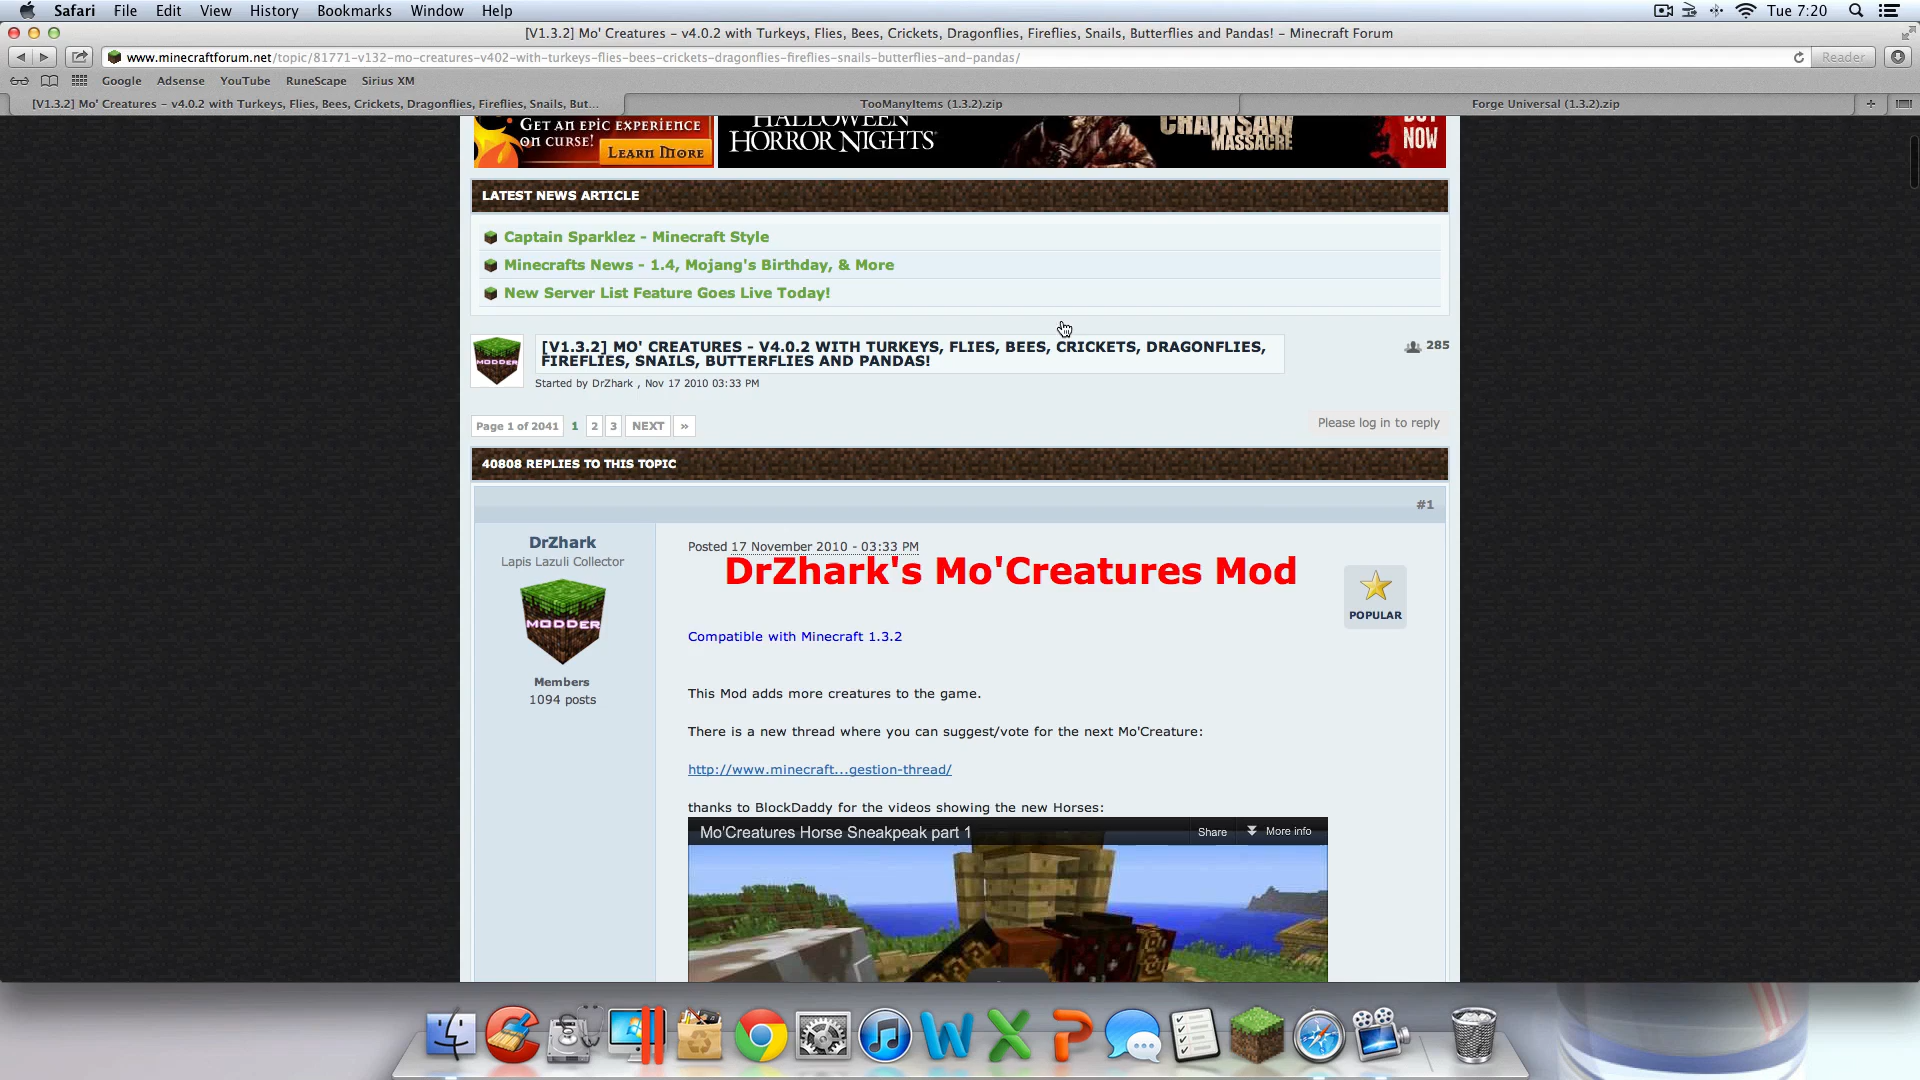 Safari File Edit View History Bookmarks Window Help Tue 7:20
[V1.3.2] Mo' Creatures – v4.0.2 with Turkeys, Flies, Bees, Crickets, Dragonflies, Fireflies, Snails, Butterflies and Pandas! – Minecraft Forum
www.minecraftforum.net/topic/81771-v132-mo-creatures-v402-with-turkeys-flies-bees-crickets-dragonflies-fireflies-snails-butterflies-and-pandas/ Reader
Google Adsense YouTube RuneScape Sirius XM
[V1.3.2] Mo' Creatures – v4.0.2 with Turkeys, Flies, Bees, Crickets, Dragonflies, Fireflies, Snails, But... TooManyItems (1.3.2).zip Forge Universal (1.3.2).zip
GET AN EPIC EXPERIENCE
ON CURSE!
LEARN MORE
HALLOWEEN
HORROR NIGHTS
CHAINSAW
MASSACRE
BUY
NOW
LATEST NEWS ARTICLE
Captain Sparklez - Minecraft Style
Minecrafts News - 1.4, Mojang's Birthday, & More
New Server List Feature Goes Live Today!
MODDER
[V1.3.2] MO' CREATURES - V4.0.2 WITH TURKEYS, FLIES, BEES, CRICKETS, DRAGONFLIES,
FIREFLIES, SNAILS, BUTTERFLIES AND PANDAS!
285
Started by DrZhark , Nov 17 2010 03:33 PM
Page 1 of 2041 1 2 3 NEXT »
Please log in to reply
40808 REPLIES TO THIS TOPIC
#1
DrZhark
Lapis Lazuli Collector
MODDER
Members
1094 posts
Posted 17 November 2010 - 03:33 PM
DrZhark's Mo'Creatures Mod
POPULAR
Compatible with Minecraft 1.3.2
This Mod adds more creatures to the game.
There is a new thread where you can suggest/vote for the next Mo'Creature:
http://www.minecraft...gestion-thread/
thanks to BlockDaddy for the videos showing the new Horses:
Mo'Creatures Horse Sneakpeak part 1
Share More info